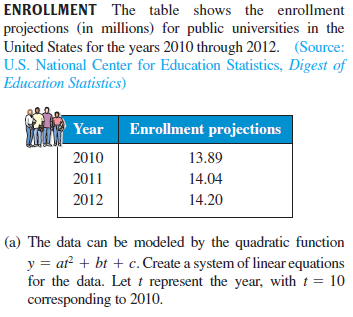 ENROLLMENT The table shows the enrollment
projections (in millions) for public universities in the
United States for the years 2010 through 2012. (Source:
U.S. National Center for Education Statistics, Digest of
Education Statistics)
Year Enrollment projections
2010 13.89
2011 14.04
2012 14.20
(a) The data can be modeled by the quadratic function
y = at² + bt + c. Create a system of linear equations
for the data. Let t represent the year, with t = 10
corresponding to 2010.